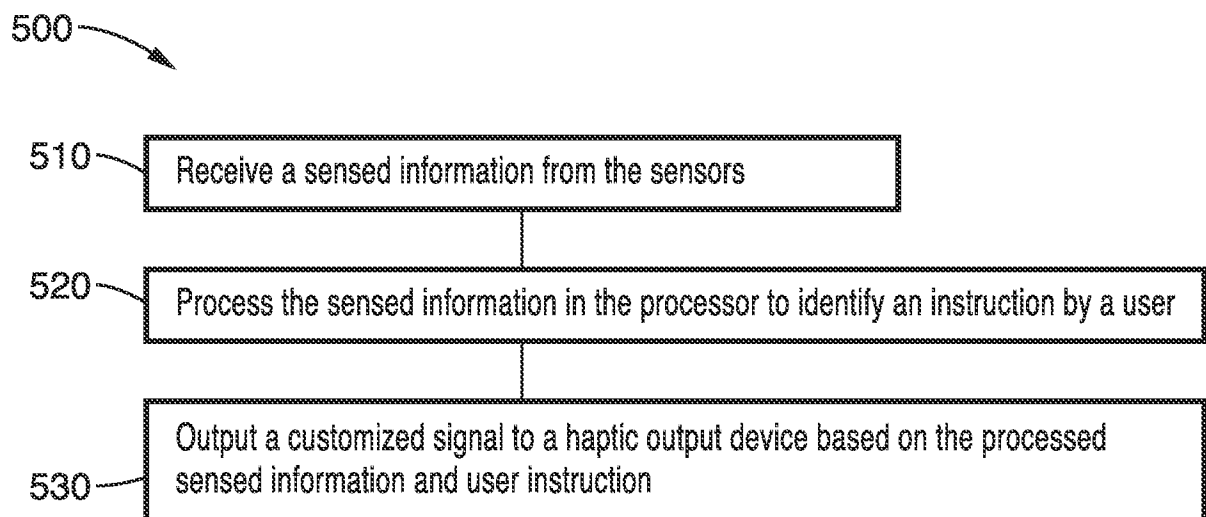 500
510
Receive a sensed information from the sensors
520
Process the sensed information in the processor to identify an instruction by a user
Output a customized signal to a haptic output device based on the processed
sensed information and user instruction
530